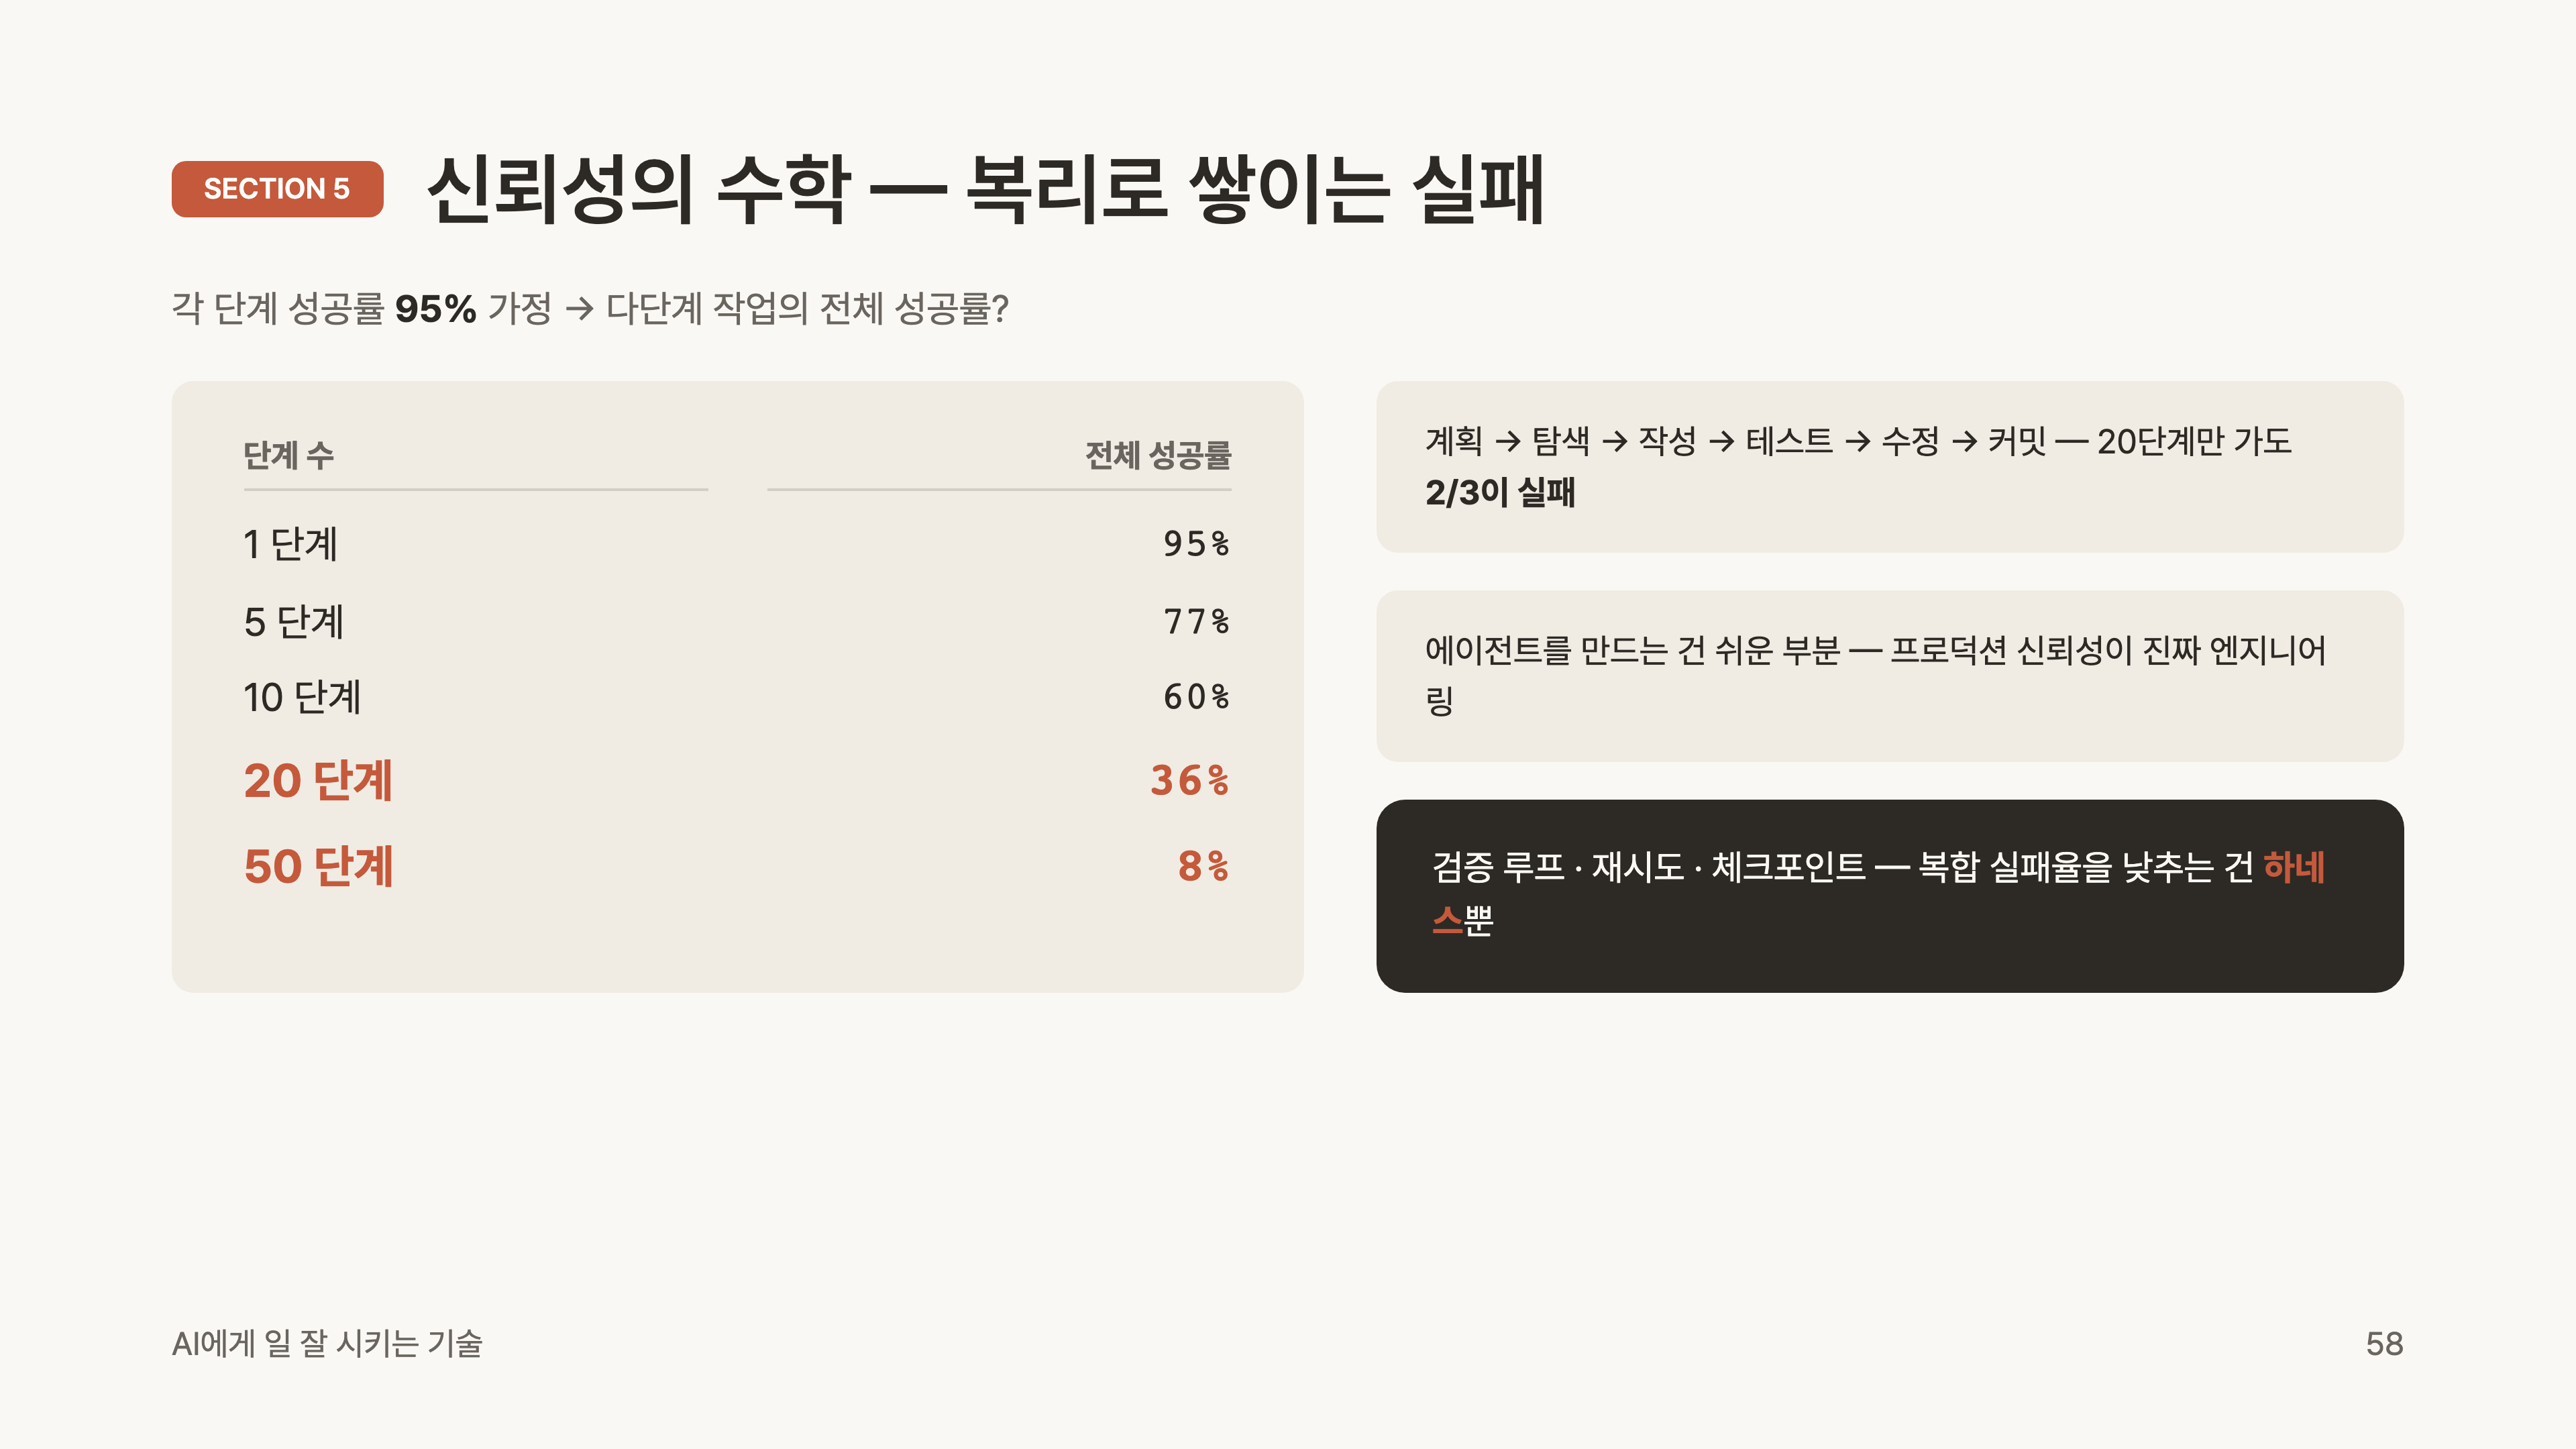 SECTION 5
신뢰성의 수학 — 복리로 쌓이는 실패
각 단계 성공률 95% 가정 → 다단계 작업의 전체 성공률?
단계 수 전체 성공률
1 단계 95%
5 단계 77%
10 단계 60%
20 단계 36%
50 단계 8%
계획 → 탐색 → 작성 → 테스트 → 수정 → 커밋 — 20단계만 가도
2/3이 실패
에이전트를 만드는 건 쉬운 부분 — 프로덕션 신뢰성이 진짜 엔지니어
링
검증 루프 · 재시도 · 체크포인트 — 복합 실패율을 낮추는 건 하네
스뿐
AI에게 일 잘 시키는 기술
58